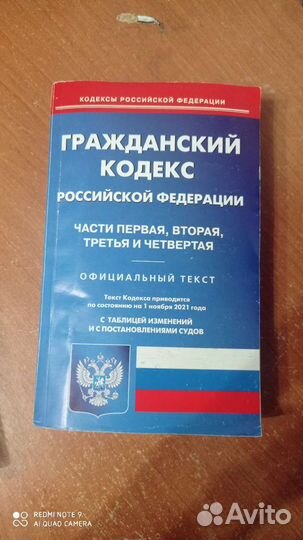 КОДЕКСЫ РОССИЙСКОЙ ФЕДЕРАЦИИ
ГРАЖДАНСКИЙ
КОДЕКС
РОССИЙСКОЙ ФЕДЕРАЦИИ
ЧАСТИ ПЕРВАЯ, ВТОРАЯ,
ТРЕТЬЯ И ЧЕТВЕРТАЯ
ОФИЦИАЛЬНЫЙ ТЕКСТ
Текст Кодекса приводится
по состоянию на 1 ноября 2021 года
С ТАБЛИЦЕЙ ИЗМЕНЕНИЙ
И С ПОСТАНОВЛЕНИЯМИ СУДОВ
REDMI NOTE 9
AI QUAD CAMERA
Avito